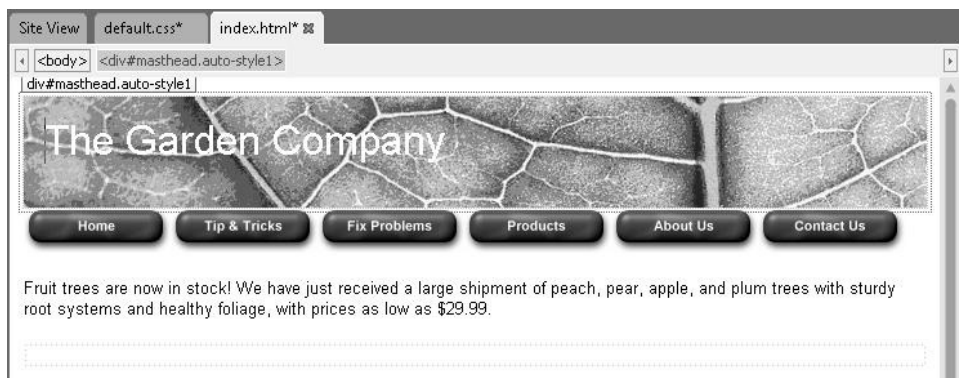 Site View default.css* index.html*
<body> <div#masthead.auto-style1>
div#masthead.auto-style1
The Garden Company
Home Tip & Tricks Fix Problems Products About Us Contact Us
Fruit trees are now in stock! We have just received a large shipment of peach, pear, apple, and plum trees with sturdy
root systems and healthy foliage, with prices as low as $29.99.